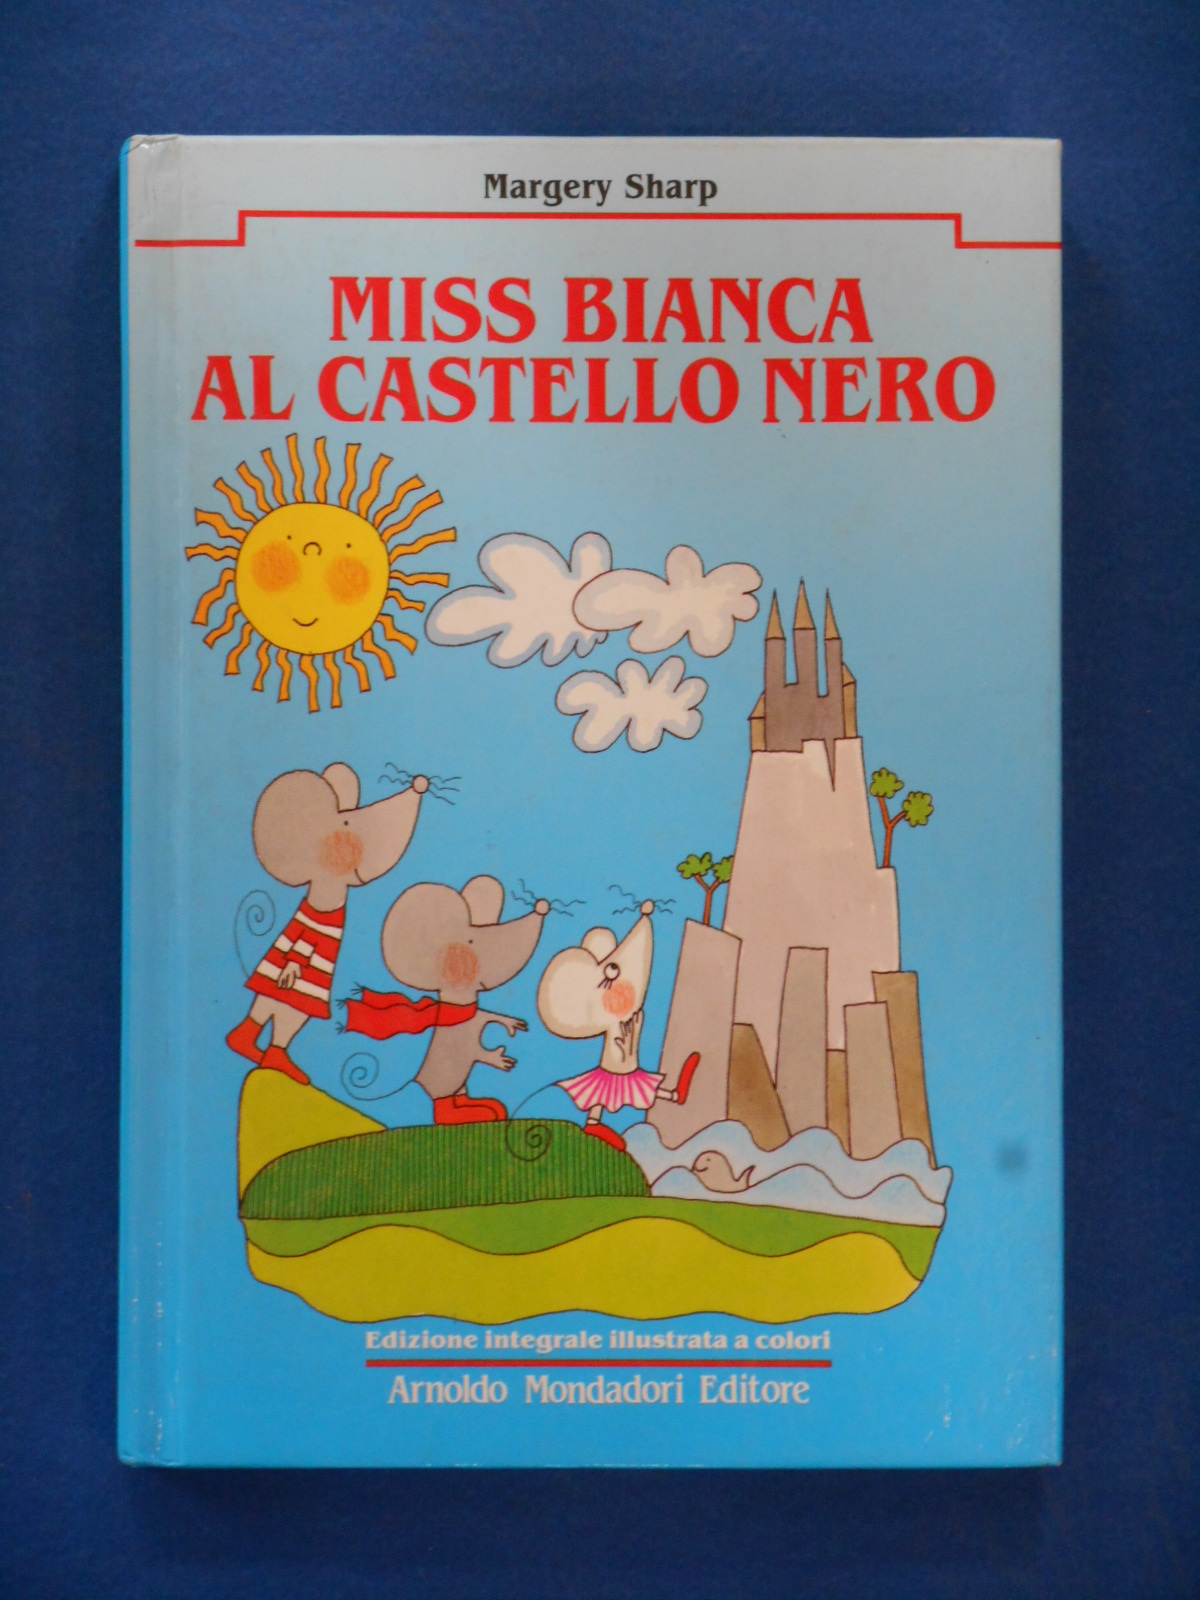 Margery Sharp
MISS BIANCA
AL CASTELLO NERO
Edizione integrale illustrata a colori
Arnoldo Mondadori Editore